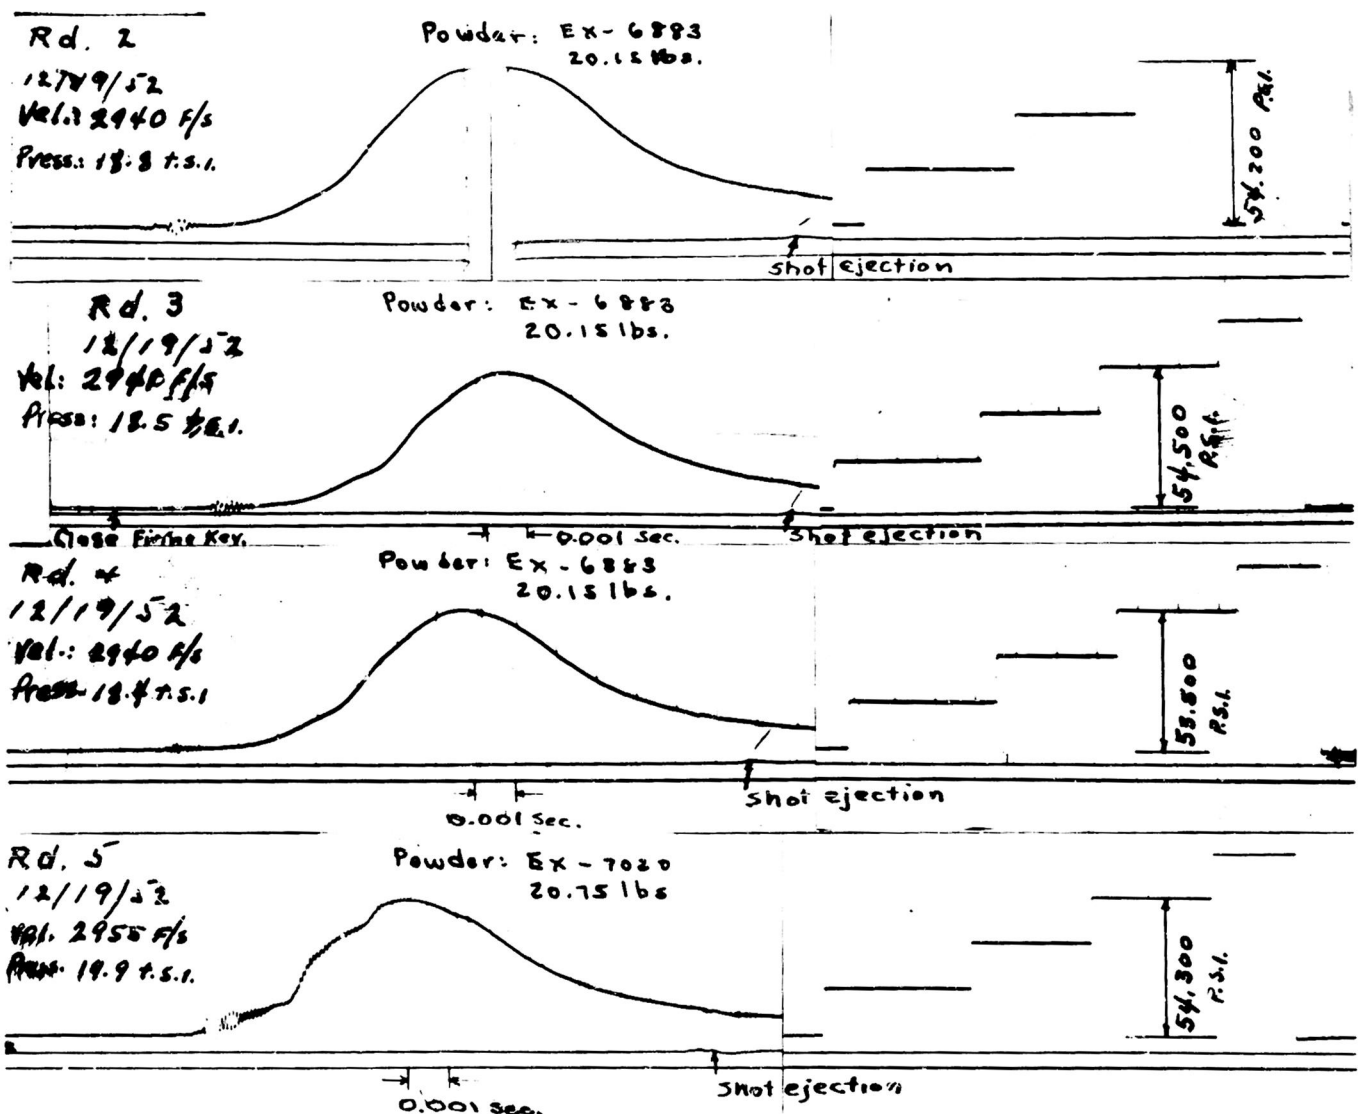 Rd. 2
Powder: EX-6883
20.15 lbs.
12/19/52
Vel.: 2940 F/s
Press.: 18.8 t.s.i.
54,200 P.S.I.
Shot ejection
Rd. 3
Powder: EX-6883
20.15 lbs.
12/19/52
Vel: 2940 F/s
Press: 18.5 t.s.i.
54,500
P.S.I.
Close Firing Key.
0.001 Sec.
Shot ejection
Rd. 4
Powder: EX-6883
20.15 lbs.
12/19/52
Vel.: 2940 F/s
Press. 18.4 t.s.i
P.S.I.
Shot ejection
0.001 Sec.
Rd. 5
Powder: EX-7020
20.75 lbs
12/19/52
Vel. 2955 F/s
Press. 19.9 t.s.i.
54,300
P.S.I.
Shot ejection
0.001 sec.